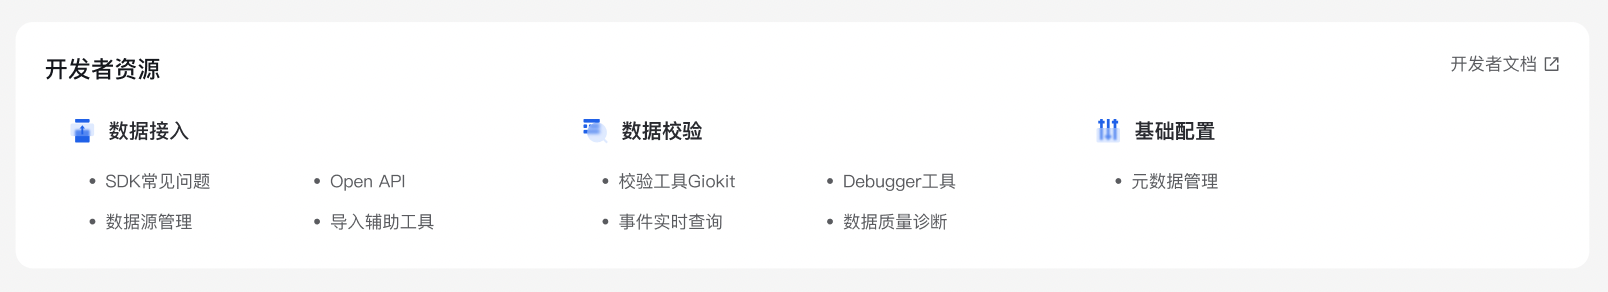 开发者资源
开发者文档
数据接入
SDK常见问题
Open API
数据源管理
导入辅助工具
数据校验
校验工具Giokit
Debugger工具
事件实时查询
数据质量诊断
基础配置
元数据管理